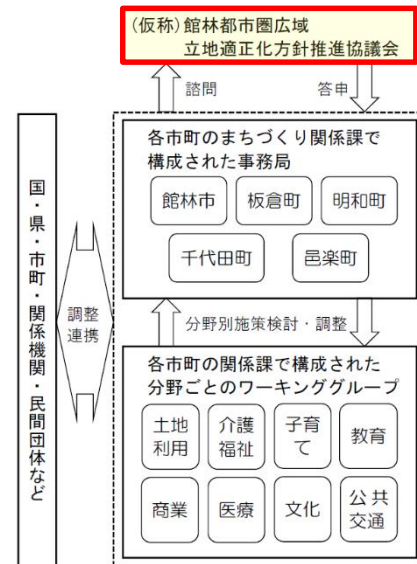 (仮称)館林都市圏広域
立地適正化方針推進協議会
諮問
答申
各市町のまちづくり関係課で
構成された事務局
館林市
板倉町
明和町
千代田町
邑楽町
国・県・市町・関係機関・民間団体など
調整
連携
分野別施策検討・調整
各市町の関係課で構成された
分野ごとのワーキンググループ
土地
利用
介護
福祉
子育
て
教育
商業
医療
文化
公共
交通